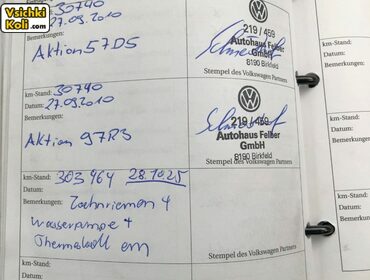 Vsichki
Koli.com
30740
27.09.2010
Aktion 57D5
219 / 459
Autohaus Felber
GmbH
8190 Birkfeld
Stempel des Volkswagen Partners
km-Stand: 30740
Datum: 27.09.2010
Bemerkungen:
Aktion 97R3
219 / 459
Autohaus Felber
GmbH
8190 Birkfeld
Stempel des Volkswagen Partners
km-Stand: 303 964 28.10.25
Datum:
Bemerkungen: Zahnriemen +
Wasserpumpe +
Stempel des Volkswagen Partners
km-Stand:
Datum:
Bemerkungen:
km-Stand:
Datum:
Bemerkungen:
km-Stand:
Datum:
Bemerkungen: